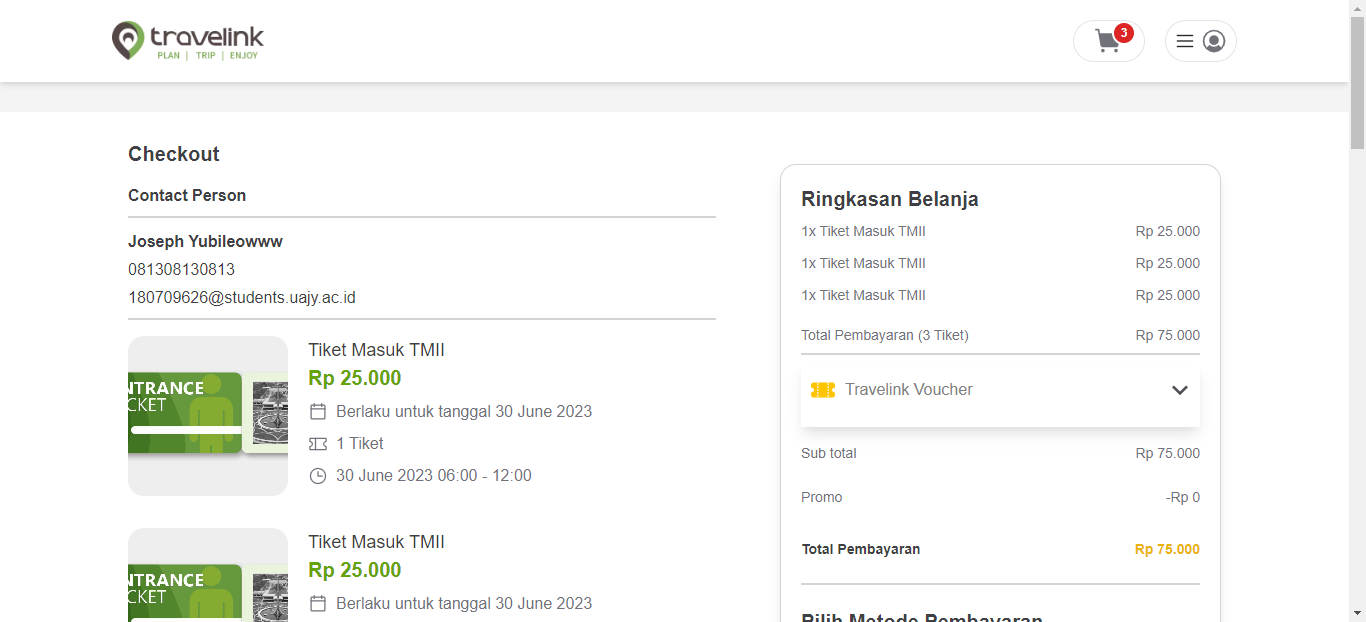 travelink
PLAN | TRIP | ENJOY
3
Checkout
Contact Person
Joseph Yubileowww
081308130813
180709626@students.uajy.ac.id
NTRANCE
CKET
Tiket Masuk TMII
Rp 25.000
Berlaku untuk tanggal 30 June 2023
1 Tiket
30 June 2023 06:00 - 12:00
NTRANCE
CKET
Tiket Masuk TMII
Rp 25.000
Berlaku untuk tanggal 30 June 2023
Ringkasan Belanja
1x Tiket Masuk TMII Rp 25.000
1x Tiket Masuk TMII Rp 25.000
1x Tiket Masuk TMII Rp 25.000
Total Pembayaran (3 Tiket) Rp 75.000
Travelink Voucher
Sub total Rp 75.000
Promo -Rp 0
Total Pembayaran Rp 75.000
Pilih Metode Pembayaran